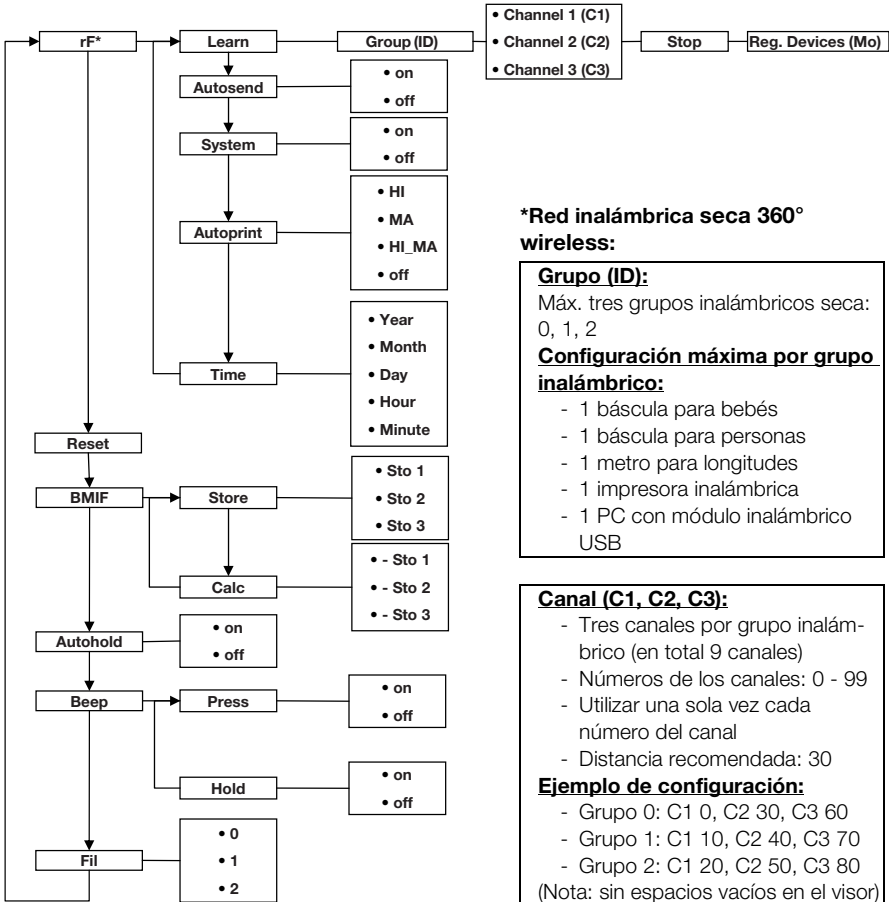 rF*
Learn
Group (ID)
• Channel 1 (C1)
• Channel 2 (C2)
• Channel 3 (C3)
Stop
Reg. Devices (Mo)
Autosend
• on
• off
System
• on
• off
Autoprint
• HI
• MA
• HI_MA
• off
Time
• Year
• Month
• Day
• Hour
• Minute
Reset
BMIF
Store
• Sto 1
• Sto 2
• Sto 3
Calc
• - Sto 1
• - Sto 2
• - Sto 3
Autohold
• on
• off
Beep
Press
• on
• off
Hold
• on
• off
Fil
• 0
• 1
• 2
*Red inalámbrica seca 360°
wireless:
Grupo (ID):
Máx. tres grupos inalámbricos seca:
0, 1, 2
Configuración máxima por grupo
inalámbrico:
- 1 báscula para bebés
- 1 báscula para personas
- 1 metro para longitudes
- 1 impresora inalámbrica
- 1 PC con módulo inalámbrico
USB
Canal (C1, C2, C3):
- Tres canales por grupo inalám-
brico (en total 9 canales)
- Números de los canales: 0 - 99
- Utilizar una sola vez cada
número del canal
- Distancia recomendada: 30
Ejemplo de configuración:
- Grupo 0: C1 0, C2 30, C3 60
- Grupo 1: C1 10, C2 40, C3 70
- Grupo 2: C1 20, C2 50, C3 80
(Nota: sin espacios vacíos en el visor)